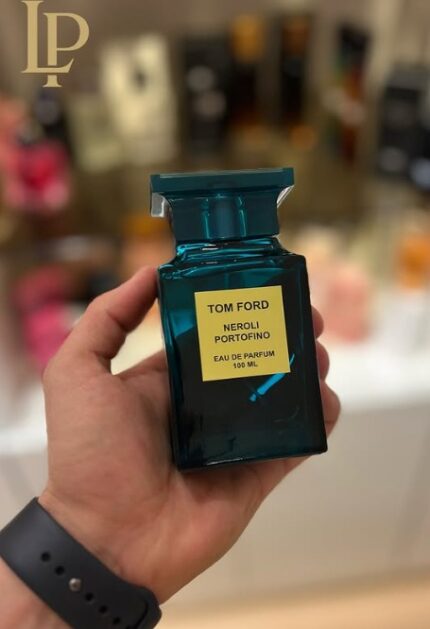 LP
TOM FORD
NEROLI
PORTOFINO
EAU DE PARFUM
100 ML